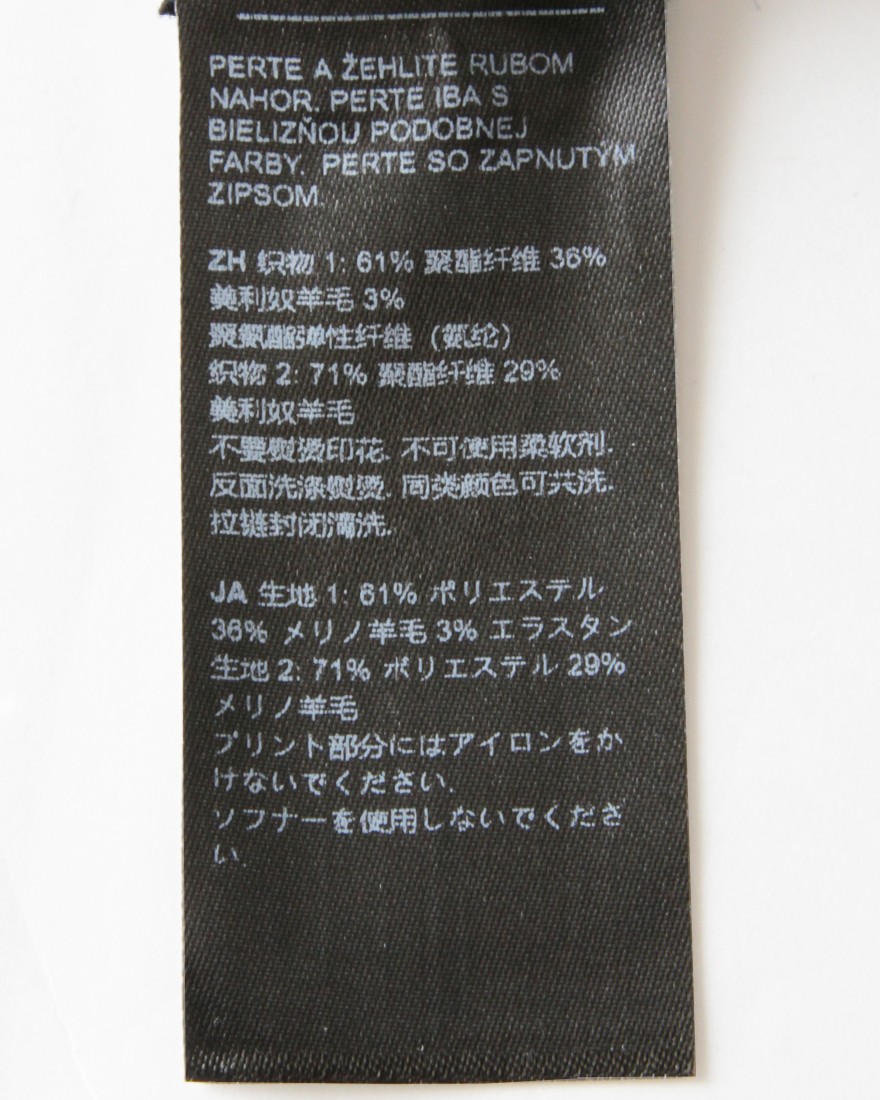 PERTE A ŽEHLITE RUBOM
NAHOR. PERTE IBA S
BIELIZŇOU PODOBNEJ
FARBY. PERTE SO ZAPNUTÝM
ZIPSOM.
ZH 织物 1: 61% 聚酯纤维 36%
美利奴羊毛 3%
聚氨酯弹性纤维（氨纶）
织物 2: 71% 聚酯纤维 29%
美利奴羊毛
不要熨烫印花. 不可使用柔软剂.
反面洗涤熨烫. 同类颜色可共洗.
拉链封闭清洗.
JA 生地 1: 61% ポリエステル
36% メリノ羊毛 3% エラスタン
生地 2: 71% ポリエステル 29%
メリノ羊毛
プリント部分にはアイロンをか
けないでください.
ソフナーを使用しないでくださ
い.